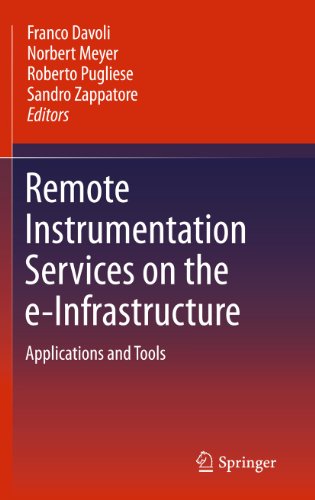 Franco Davoli
Norbert Meyer
Roberto Pugliese
Sandro Zappatore
Editors
Remote
Instrumentation
Services on the
e-Infrastructure
Applications and Tools
Springer